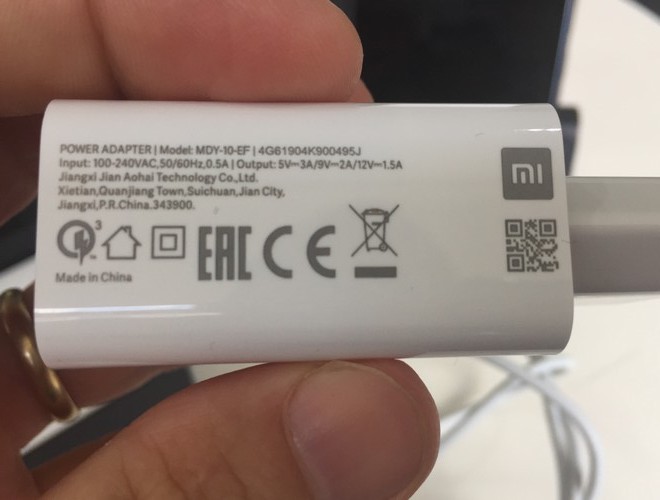 POWER ADAPTER | Model: MDY-10-EF | 4G61904K900495J
Input: 100-240VAC,50/60Hz,0.5A | Output: 5V⎓3A/9V⎓2A/12V⎓1.5A
Jiangxi Jian Aohai Technology Co.,Ltd.
Xietian,Quanjiang Town,Suichuan,Jian City,
Jiangxi,P.R.China.343900.
mi
3
EAC CE
Made in China